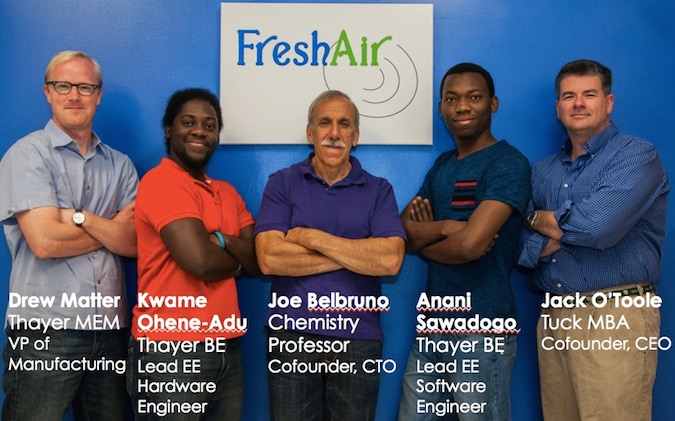 FreshAir
Drew Matter
Thayer MEM
VP of
Manufacturing
Kwame
Ohene-Adu
Thayer BE
Lead EE
Hardware
Engineer
Joe Belbruno
Chemistry
Professor
Cofounder, CTO
Anani
Sawadogo
Thayer BE
Lead EE
Software
Engineer
Jack O'Toole
Tuck MBA
Cofounder, CEO